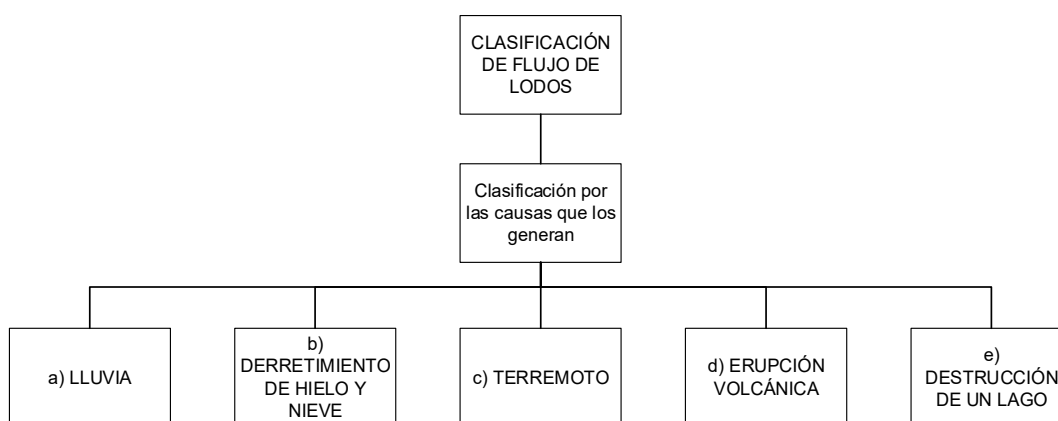 CLASIFICACIÓN
DE FLUJO DE
LODOS
Clasificación por
las causas que los
generan
a) LLUVIA
b)
DERRETIMIENTO
DE HIELO Y
NIEVE
c) TERREMOTO
d) ERUPCIÓN
VOLCÁNICA
e)
DESTRUCCIÓN
DE UN LAGO